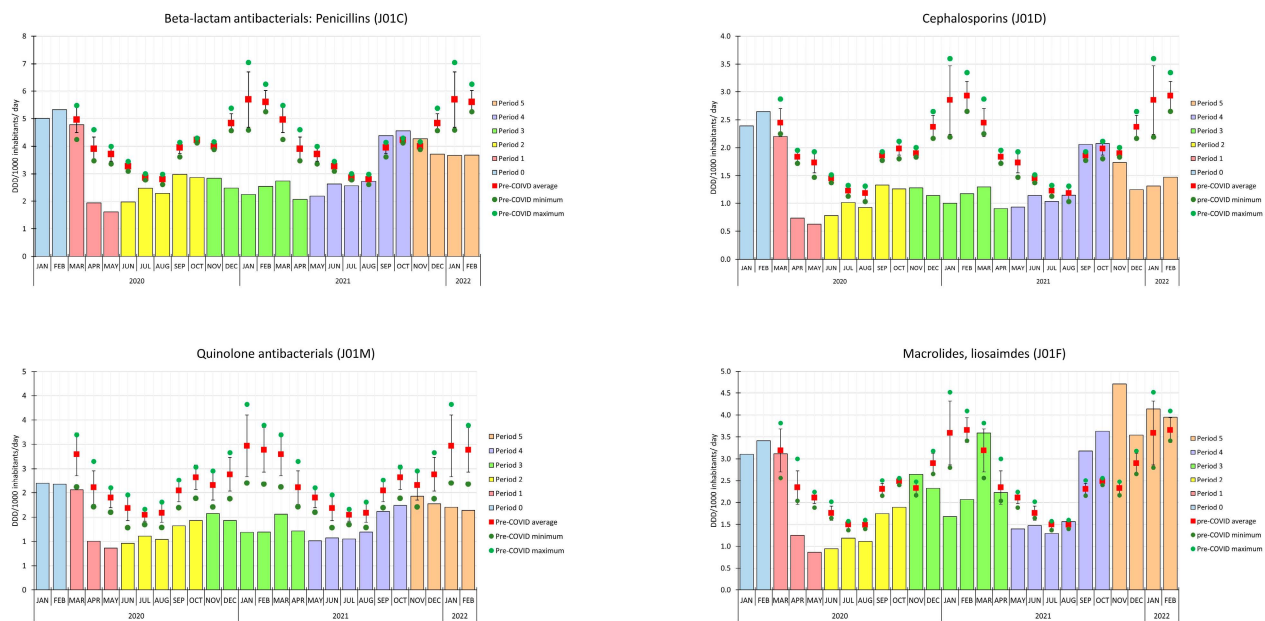 Beta-lactam antibacterials: Penicillins (J01C)
DDD/1000 inhabitants/ day
8
7
6
5
4
3
2
1
0
JAN FEB MAR APR MAY JUN JUL AUG SEP OCT NOV DEC JAN FEB MAR APR MAY JUN JUL AUG SEP OCT NOV DEC JAN FEB
2020 2021 2022
Period 5
Period 4
Period 3
Period 2
Period 1
Period 0
Pre-COIVD average
Pre-COVID minimum
Pre-COVID maximum
Cephalosporins (J01D)
DDD/1000 inhabitants/ day
4.0
3.5
3.0
2.5
2.0
1.5
1.0
0.5
0.0
JAN FEB MAR APR MAY JUN JUL AUG SEP OCT NOV DEC JAN FEB MAR APR MAY JUN JUL AUG SEP OCT NOV DEC JAN FEB
2020 2021 2022
Period 5
Period 4
Period 3
Period 2
Period 1
Period 0
pre-COVID average
pre-COVID minimum
Pre-COVID maximum
Quinolone antibacterials (J01M)
DDD/1000 inhabitants/ day
5
4
4
3
3
2
2
1
1
0
JAN FEB MAR APR MAY JUN JUL AUG SEP OCT NOV DEC JAN FEB MAR APR MAY JUN JUL AUG SEP OCT NOV DEC JAN FEB
2020 2021 2022
Period 5
Period 4
Period 3
Period 2
Period 1
Period 0
Pre-COVID average
Pre-COVID minimum
Pre-COVID maximum
Macrolides, liosaimdes (J01F)
DDD/1000 inhabitants/ day
5.0
4.5
4.0
3.5
3.0
2.5
2.0
1.5
1.0
0.5
0.0
JAN FEB MAR APR MAY JUN JUL AUG SEP OCT NOV DEC JAN FEB MAR APR MAY JUN JUL AUG SEP OCT NOV DEC JAN FEB
2020 2021 2022
Period 5
Period 4
Period 3
Period 2
Period 1
Period 0
pre-COVID average
pre-COVID minimum
Pre-COVID maximum